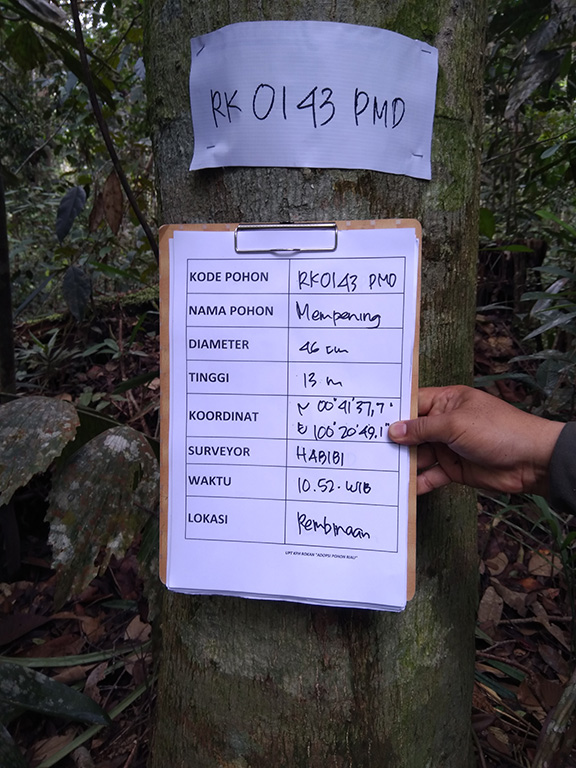 RK 0143 PMD
KODE POHON RK0143 PMD
NAMA POHON Mempening
DIAMETER 46 cm
TINGGI 13 m
KOORDINAT N 00°41'37,7"
E 100°20'49.1"
SURVEYOR HABIBI
WAKTU 10.52. WIB
LOKASI Rembinaan
UPT KPH ROKAN "ADOPSI POHON RIAU"